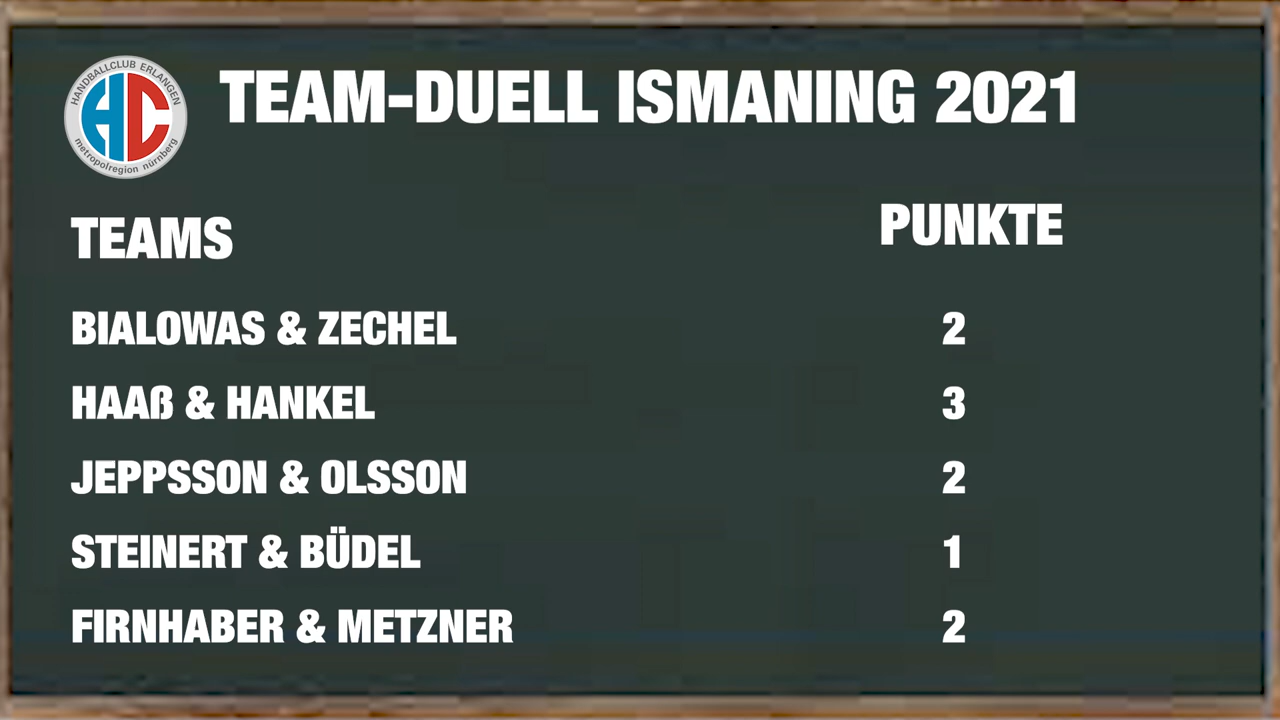 HANDBALLCLUB ERLANGEN
HC
metropolregion nürnberg
TEAM-DUELL ISMANING 2021
TEAMS PUNKTE
BIALOWAS & ZECHEL 2
HAAß & HANKEL 3
JEPPSSON & OLSSON 2
STEINERT & BÜDEL 1
FIRNHABER & METZNER 2